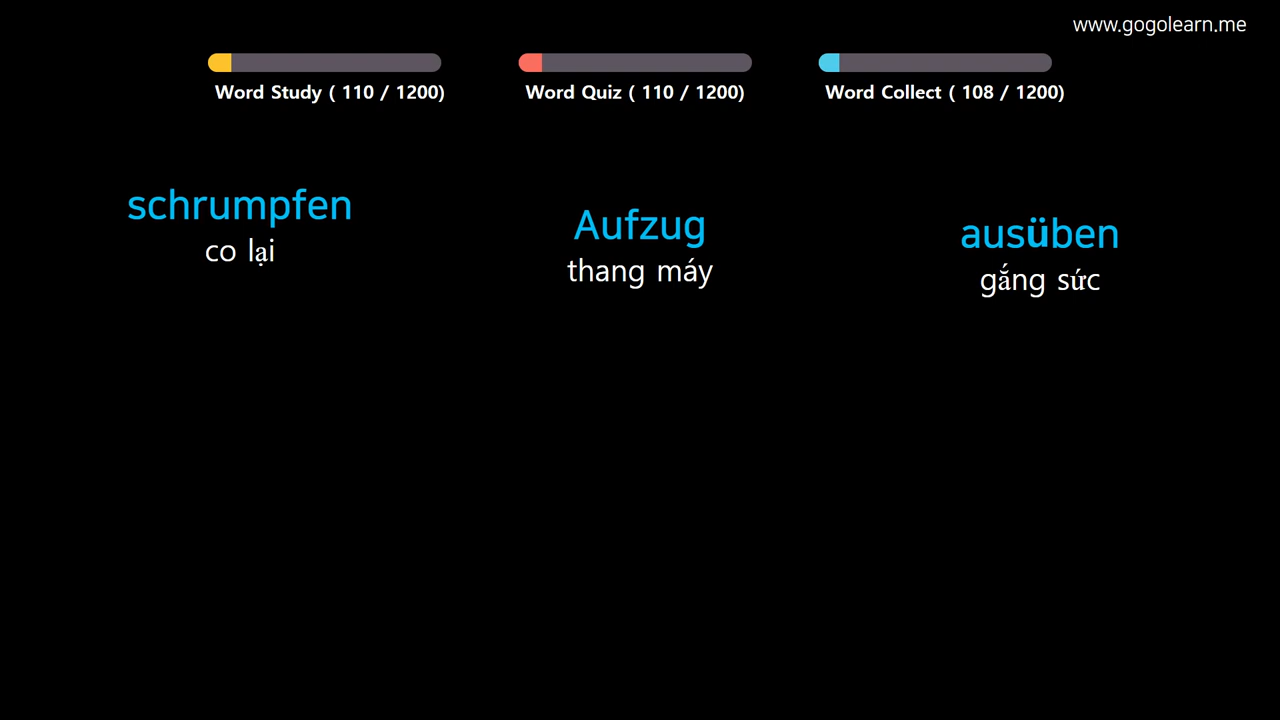 www.gogolearn.me
Word Study ( 110 / 1200)
Word Quiz ( 110 / 1200)
Word Collect ( 108 / 1200)
schrumpfen
co lại
Aufzug
thang máy
ausüben
gắng sức